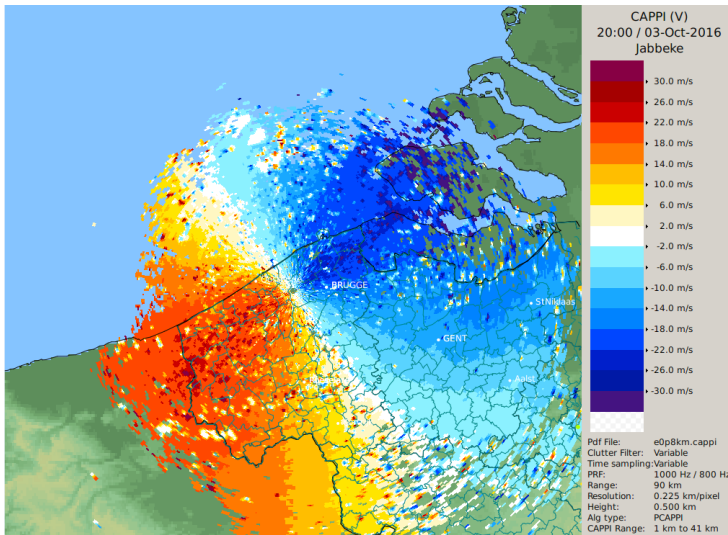 CAPPI (V)
20:00 / 03-Oct-2016
Jabbeke
30.0 m/s
26.0 m/s
22.0 m/s
18.0 m/s
14.0 m/s
10.0 m/s
6.0 m/s
2.0 m/s
-2.0 m/s
-6.0 m/s
-10.0 m/s
-14.0 m/s
-18.0 m/s
-22.0 m/s
-26.0 m/s
-30.0 m/s
BRUGGE
StNiklaas
GENT
Aalst
Pdf File: e0p8km.cappi
Clutter Filter: Variable
Time sampling:Variable
PRF: 1000 Hz / 800 Hz
Range: 90 km
Resolution: 0.225 km/pixel
Height: 0.500 km
Alg type: PCAPPI
CAPPI Range: 1 km to 41 km